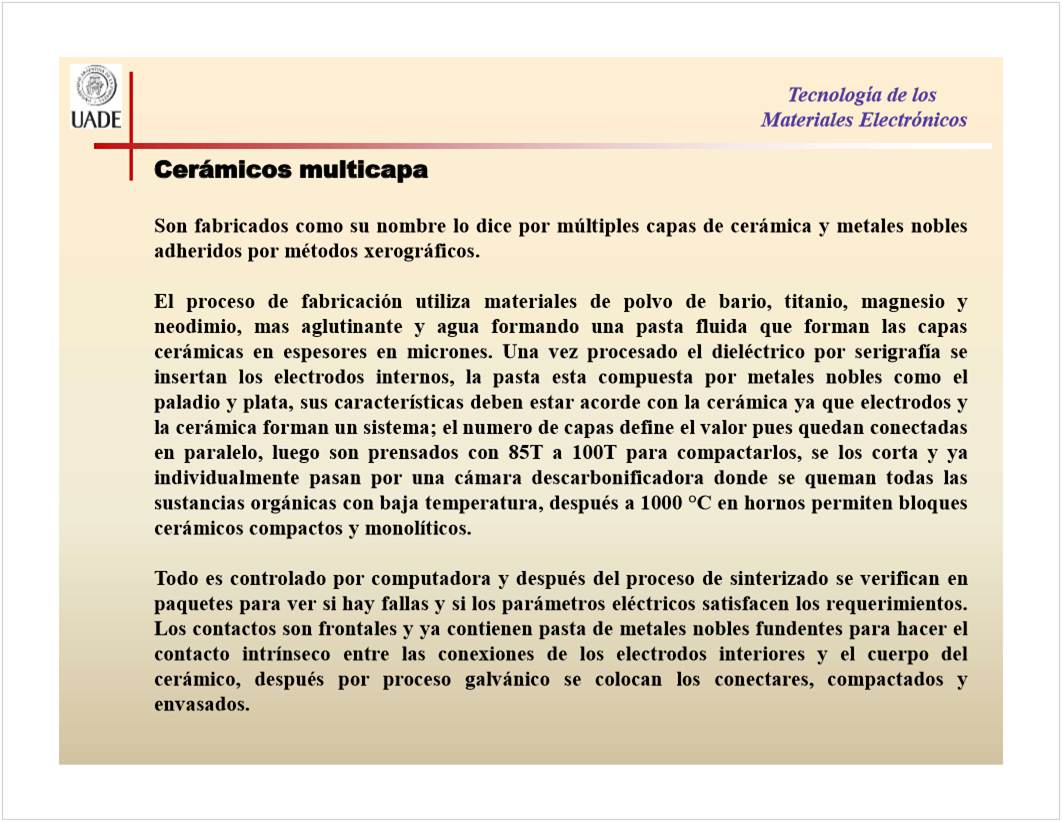 UADE
Tecnología de los
Materiales Electrónicos
Cerámicos multicapa
Son fabricados como su nombre lo dice por múltiples capas de cerámica y metales nobles
adheridos por métodos xerográficos.
El proceso de fabricación utiliza materiales de polvo de bario, titanio, magnesio y
neodimio, mas aglutinante y agua formando una pasta fluida que forman las capas
cerámicas en espesores en micrones. Una vez procesado el dieléctrico por serigrafía se
insertan los electrodos internos, la pasta esta compuesta por metales nobles como el
paladio y plata, sus características deben estar acorde con la cerámica ya que electrodos y
la cerámica forman un sistema; el numero de capas define el valor pues quedan conectadas
en paralelo, luego son prensados con 85T a 100T para compactarlos, se los corta y ya
individualmente pasan por una cámara descarbonificadora donde se queman todas las
sustancias orgánicas con baja temperatura, después a 1000 °C en hornos permiten bloques
cerámicos compactos y monolíticos.
Todo es controlado por computadora y después del proceso de sinterizado se verifican en
paquetes para ver si hay fallas y si los parámetros eléctricos satisfacen los requerimientos.
Los contactos son frontales y ya contienen pasta de metales nobles fundentes para hacer el
contacto intrínseco entre las conexiones de los electrodos interiores y el cuerpo del
cerámico, después por proceso galvánico se colocan los conectares, compactados y
envasados.